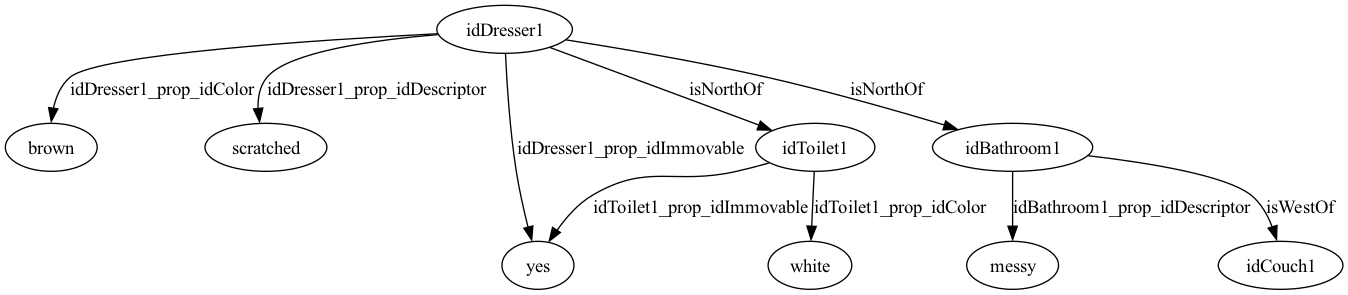 idDresser1
idDresser1_prop_idColor
idDresser1_prop_idDescriptor
isNorthOf
isNorthOf
brown
scratched
idDresser1_prop_idImmovable
idToilet1
idBathroom1
idToilet1_prop_idImmovable
idToilet1_prop_idColor
idBathroom1_prop_idDescriptor
isWestOf
yes
white
messy
idCouch1